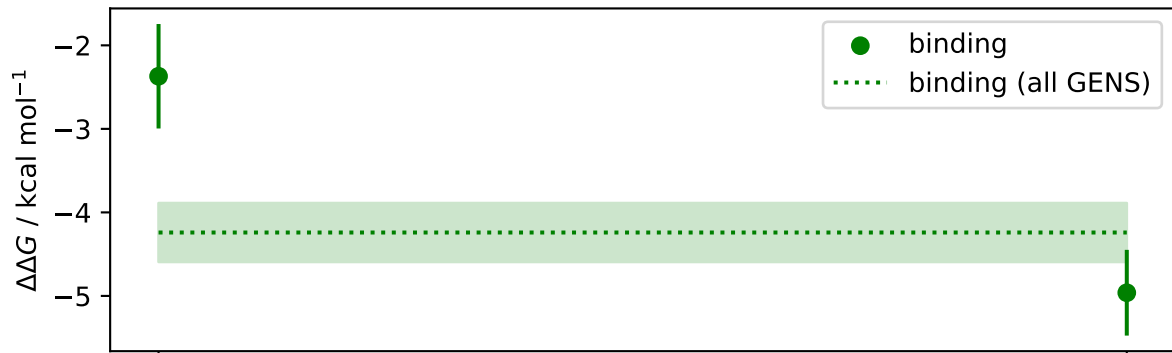 −2
−3
−4
−5
ΔΔG / kcal mol⁻¹
binding
binding (all GENS)